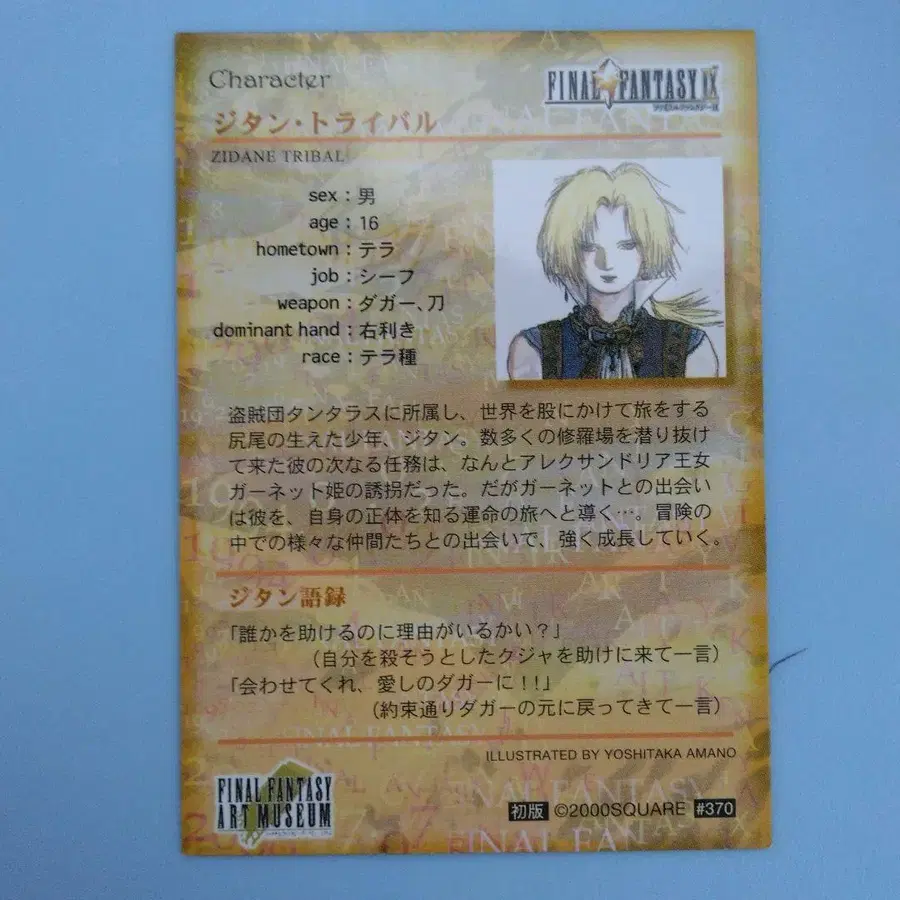 Character
FINAL FANTASY IX
ジタン・トライバル
ZIDANE TRIBAL
sex：男
age：16
hometown：テラ
job：シーフ
weapon：ダガー、刀
dominant hand：右利き
race：テラ種
盗賊団タンタラスに所属し、世界を股にかけて旅をする
尻尾の生えた少年、ジタン。数多くの修羅場を潜り抜け
て来た彼の次なる任務は、なんとアレクサンドリア王女
ガーネット姫の誘拐だった。だがガーネットとの出会い
は彼を、自身の正体を知る運命の旅へと導く…。冒険の
中での様々な仲間たちとの出会いで、強く成長していく。
ジタン語録
「誰かを助けるのに理由がいるかい？」
（自分を殺そうとしたクジャを助けに来て一言）
「会わせてくれ、愛しのダガーに!!」
（約束通りダガーの元に戻ってきて一言）
ILLUSTRATED BY YOSHITAKA AMANO
FINAL FANTASY
ART MUSEUM
初版 ©2000SQUARE #370